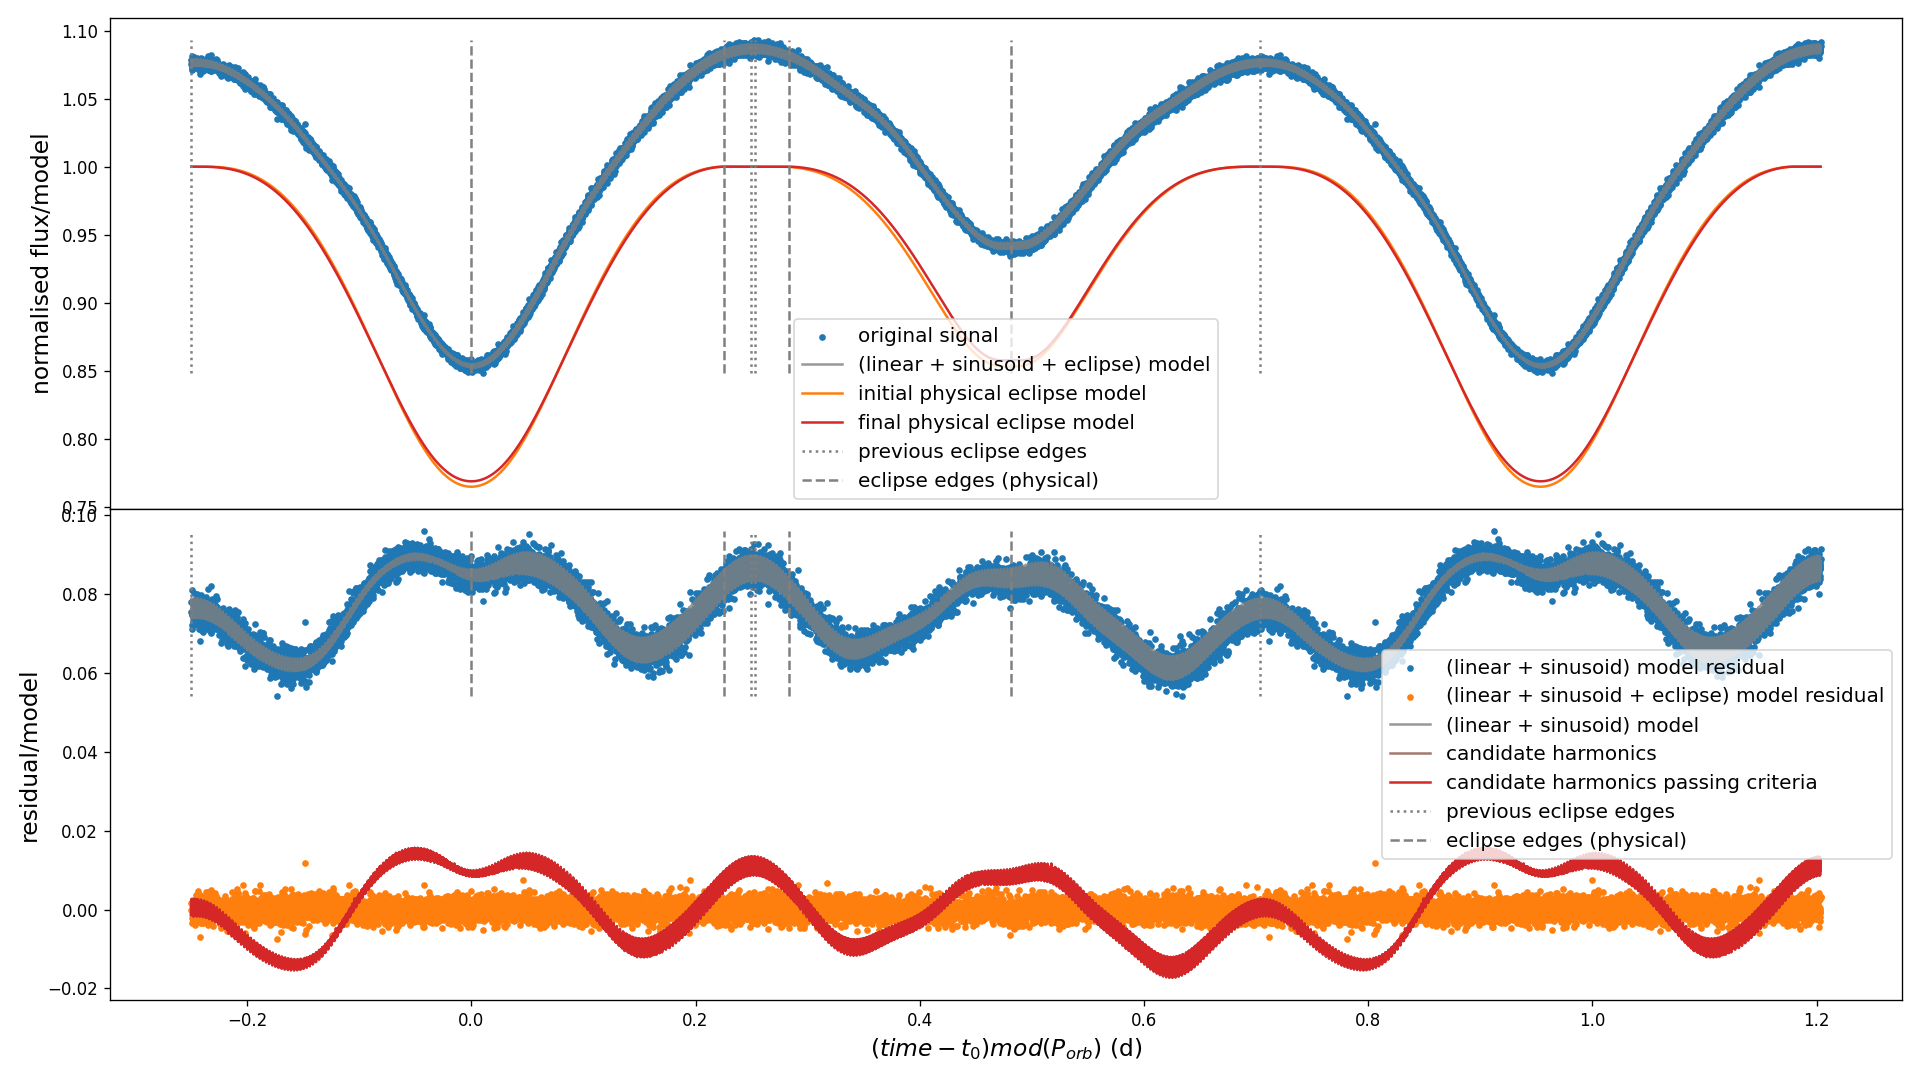 1.10
1.05
1.00
0.95
0.90
0.85
0.80
0.75
normalised flux/model
original signal
(linear + sinusoid + eclipse) model
initial physical eclipse model
final physical eclipse model
previous eclipse edges
eclipse edges (physical)
0.10
0.08
0.06
0.04
0.02
0.00
−0.02
residual/model
(linear + sinusoid) model residual
(linear + sinusoid + eclipse) model residual
(linear + sinusoid) model
candidate harmonics
candidate harmonics passing criteria
previous eclipse edges
eclipse edges (physical)
−0.2 0.0 0.2 0.4 0.6 0.8 1.0 1.2
(time − t₀)mod(P_orb) (d)